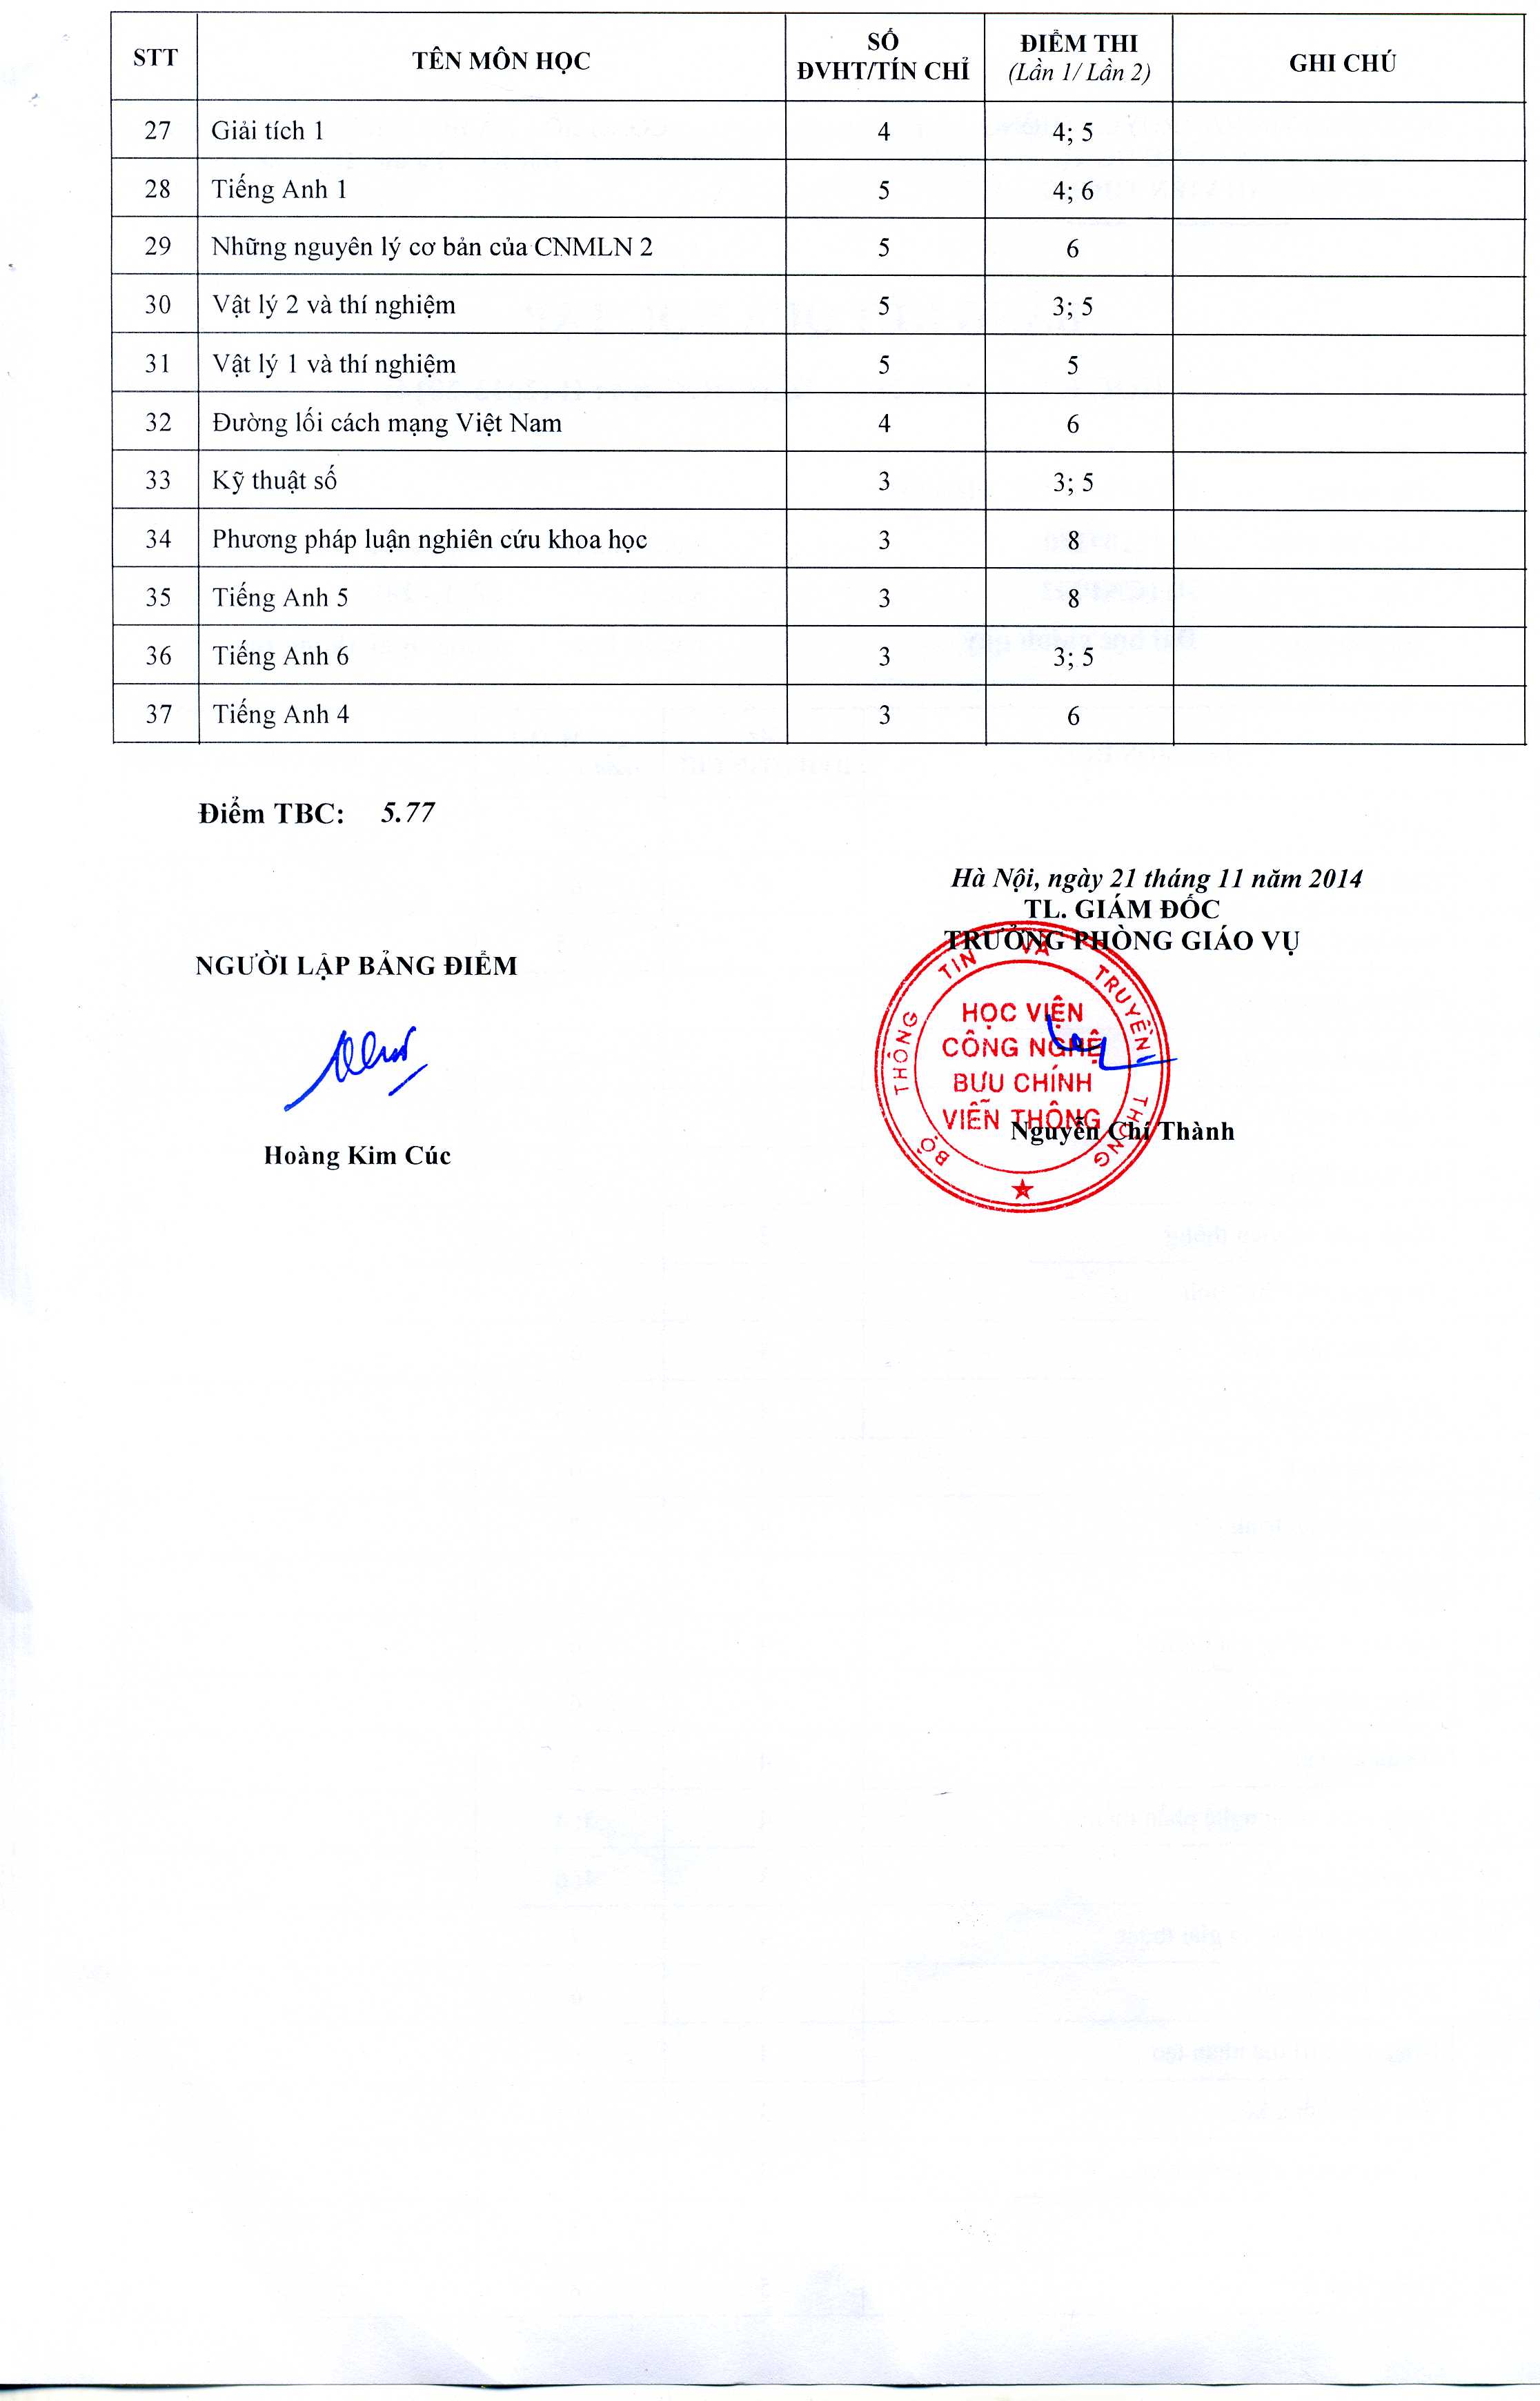 STT TÊN MÔN HỌC SỐ ĐVHT/TÍN CHỈ ĐIỂM THI (Lần 1/ Lần 2) GHI CHÚ
27 Giải tích 1 4 4; 5
28 Tiếng Anh 1 5 4; 6
29 Những nguyên lý cơ bản của CNMLN 2 5 6
30 Vật lý 2 và thí nghiệm 5 3; 5
31 Vật lý 1 và thí nghiệm 5 5
32 Đường lối cách mạng Việt Nam 4 6
33 Kỹ thuật số 3 3; 5
34 Phương pháp luận nghiên cứu khoa học 3 8
35 Tiếng Anh 5 3 8
36 Tiếng Anh 6 3 3; 5
37 Tiếng Anh 4 3 6
Điểm TBC: 5.77
Hà Nội, ngày 21 tháng 11 năm 2014
TL. GIÁM ĐỐC
TRƯỞNG PHÒNG GIÁO VỤ
NGƯỜI LẬP BẢNG ĐIỂM
BỘ THÔNG TIN VÀ TRUYỀN THÔNG
HỌC VIỆN
CÔNG NGHỆ
BƯU CHÍNH
VIỄN THÔNG
Nguyễn Chí Thành
Hoàng Kim Cúc